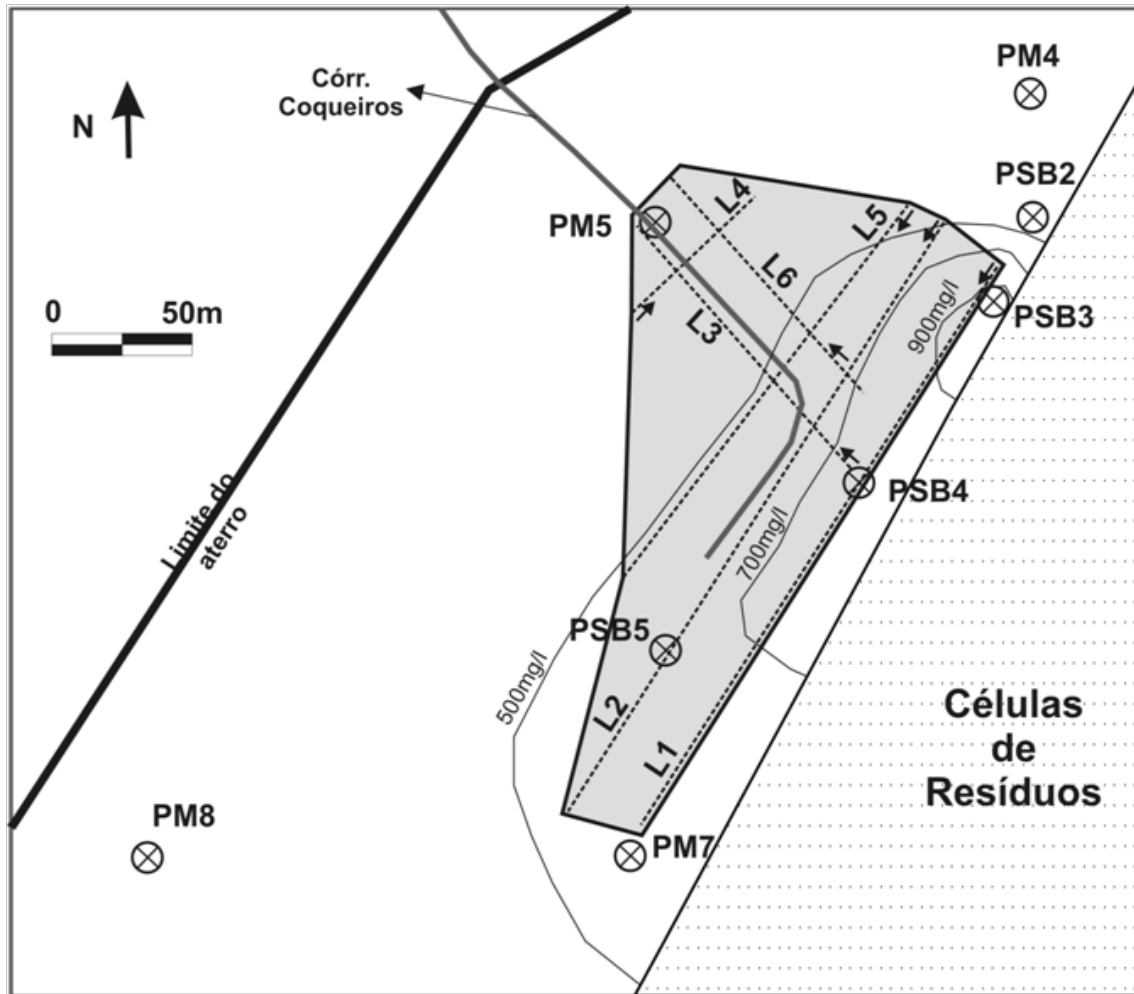 PM4
Córr.
Coqueiros
N
PSB2
L4
PM5
L5
L6
0 50m
PSB3
900mg/l
L3
PSB4
Limite do
aterro
700mg/l
PSB5
500mg/l
L2
Células
de
Resíduos
L1
PM8
PM7